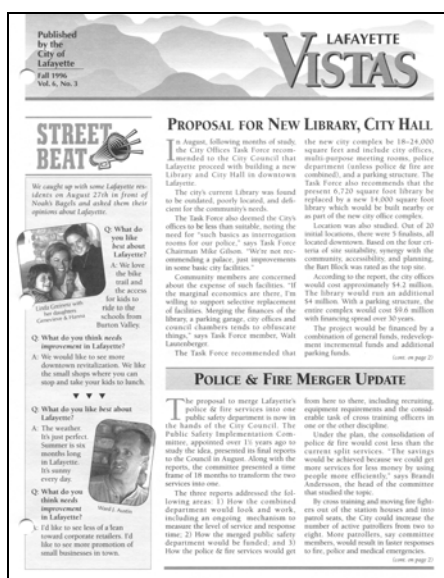 Published
by the
City of
Lafayette
Fall 1996
Vol. 6, No. 3
LAFAYETTE
VISTAS
STREET
BEAT
We caught up with some Lafayette res-
idents on August 27th in front of
Noah's Bagels and asked them their
opinions about Lafayette.
Q: What do
you like
best about
Lafayette?
A: We love
the bike
trail and
the access
for kids to
ride to the
schools from
Burton Valley.
with
her daughters
Genevieve &
Q: What do you think needs
improvement in Lafayette?
A: We would like to see more
downtown revitalization. We like
the small shops where you can
stop and take your kids to lunch.
Q: What do you like best about
Lafayette?
A: The weather.
It's just perfect.
Summer is six
months long
in Lafayette.
It's sunny
every day.
Q: What do you
think needs
improvement
in Lafayette?
Ward J. Austin
A: I'd like to see less of a lean
toward corporate retailers. I'd
like to see more promotion of
small businesses in town.
PROPOSAL FOR NEW LIBRARY, CITY HALL
In August, following months of study,
the City Offices Task Force recom-
mended to the City Council that
Lafayette proceed with building a new
Library and City Hall in downtown
Lafayette.
The city's current Library was found
to be outdated, poorly located, and defi-
cient for the community's needs.
The Task Force also deemed the City's
offices to be less than suitable, noting the
need for "such basics as interrogation
rooms for our police," says Task Force
Chairman Mike Gilson. "We're not rec-
ommending a palace, just improvements
in some basic city facilities."
Community members are concerned
about the expense of such facilities. "If
the marginal economics are there, I'm
willing to support selective replacement
of facilities. Merging the finances of the
library, a parking garage, city offices and
council chambers tends to obfuscate
things," says Task Force member, Walt
Lautenberger.
The Task Force recommended that
the new city complex be 18–24,000
square feet and include city offices,
multi-purpose meeting rooms, police
department (unless police & fire are
combined), and a parking structure. The
Task Force also recommends that the
present 6,720 square foot library be
replaced by a new 14,000 square foot
library which would be built nearby or
as part of the new city office complex.
Location was also studied. Out of 20
initial locations, there were 5 finalists, all
located downtown. Based on the four cri-
teria of site suitability, synergy with the
community, accessibility, and planning,
the Bart Block was rated as the top site.
According to the report, the city offices
would cost approximately $4.2 million.
The library would run an additional
$4 million. With a parking structure, the
entire complex could cost $9.6 million
with financing spread over 30 years.
The project would be financed by a
combination of general funds, redevelop-
ment incremental funds and additional
parking funds.
(cont. on page 2)
POLICE & FIRE MERGER UPDATE
The proposal to merge Lafayette's
police & fire services into one
public safety department is now in
the hands of the City Council. The
Public Safety Implementation Com-
mittee, appointed over 1½ years ago to
study the idea, presented its final reports
to the Council in August. Along with the
reports, the committee presented a time
frame of 18 months to transform the two
services into one.
The three reports addressed the fol-
lowing areas: 1) How the combined
department would look and work,
including an ongoing mechanism to
measure the level of service and response
time; 2) How the merged public safety
department would be funded; and 3)
How the police & fire services would get
from here to there, including recruiting,
equipment requirements and the consid-
erable task of cross training officers in
one or the other discipline.
Under the plan, the consolidation of
police & fire would cost less than the
current split services. "The savings
would be achieved because we could get
more services for less money by using
people more efficiently," says Brandt
Andersson, the head of the committee
that studied the topic.
By cross training and moving fire fight-
ers out of the station houses and into
patrol seats, the City could increase the
number of active patrollers from two to
eight. More patrollers, say committee
members, would result in faster responses
to fire, police and medical emergencies.
(cont. on page 2)